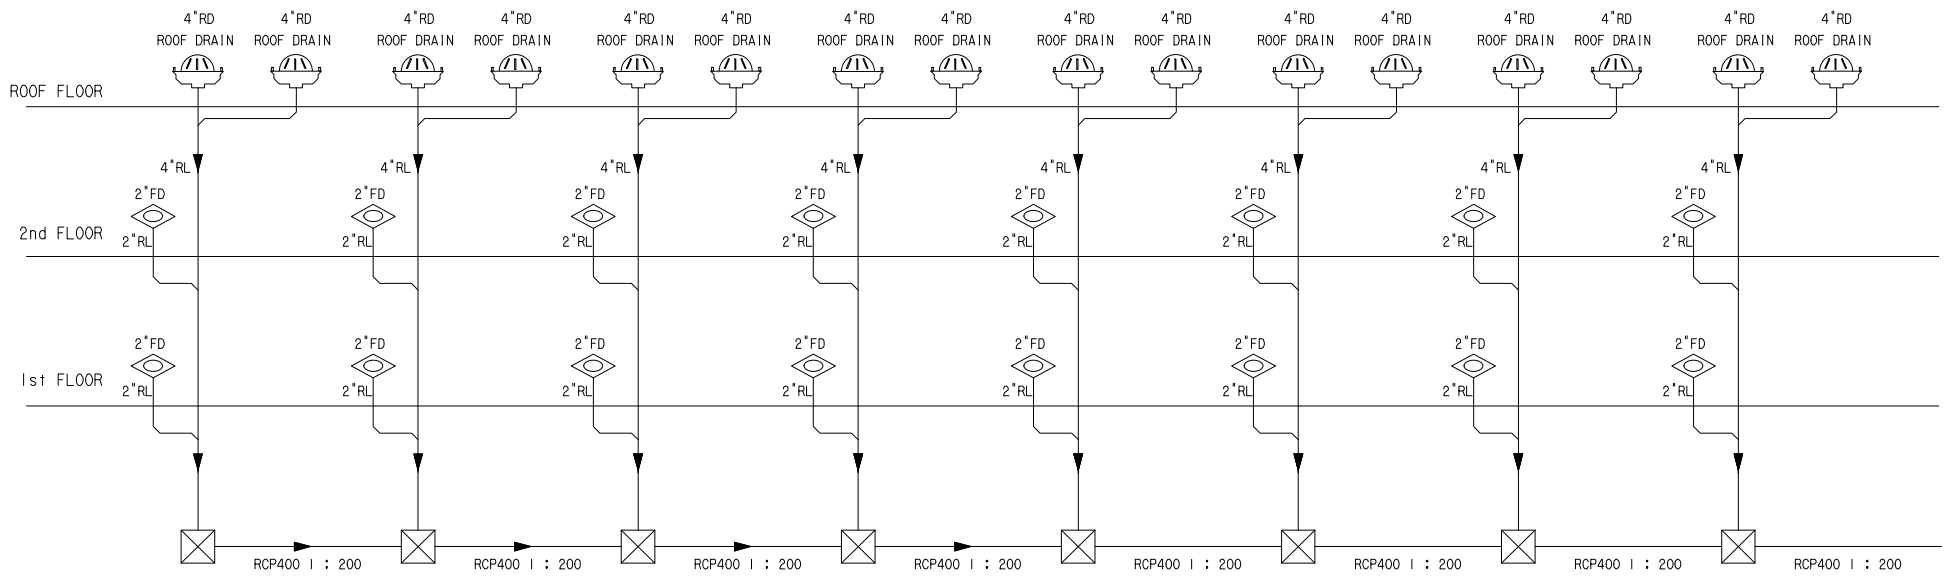 4"RD 4"RD 4"RD 4"RD 4"RD 4"RD 4"RD 4"RD 4"RD 4"RD 4"RD 4"RD 4"RD 4"RD 4"RD 4"RD
ROOF DRAIN ROOF DRAIN ROOF DRAIN ROOF DRAIN ROOF DRAIN ROOF DRAIN ROOF DRAIN ROOF DRAIN ROOF DRAIN ROOF DRAIN ROOF DRAIN ROOF DRAIN ROOF DRAIN ROOF DRAIN ROOF DRAIN ROOF DRAIN
ROOF FLOOR
4"RL 4"RL 4"RL 4"RL 4"RL 4"RL 4"RL 4"RL
2"FD 2"FD 2"FD 2"FD 2"FD 2"FD 2"FD 2"FD
2nd FLOOR
2"RL 2"RL 2"RL 2"RL 2"RL 2"RL 2"RL 2"RL
2"FD 2"FD 2"FD 2"FD 2"FD 2"FD 2"FD 2"FD
1st FLOOR
2"RL 2"RL 2"RL 2"RL 2"RL 2"RL 2"RL 2"RL
RCP400 1 : 200 RCP400 1 : 200 RCP400 1 : 200 RCP400 1 : 200 RCP400 1 : 200 RCP400 1 : 200 RCP400 1 : 200 RCP400 1 : 200